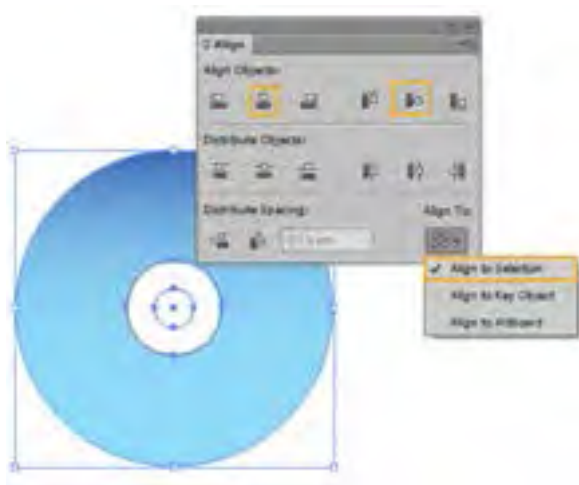 Align
Align Objects:
Distribute Objects:
Distribute Spacing:
Align To:
Align to Selection
Align to Key Object
Align to Artboard